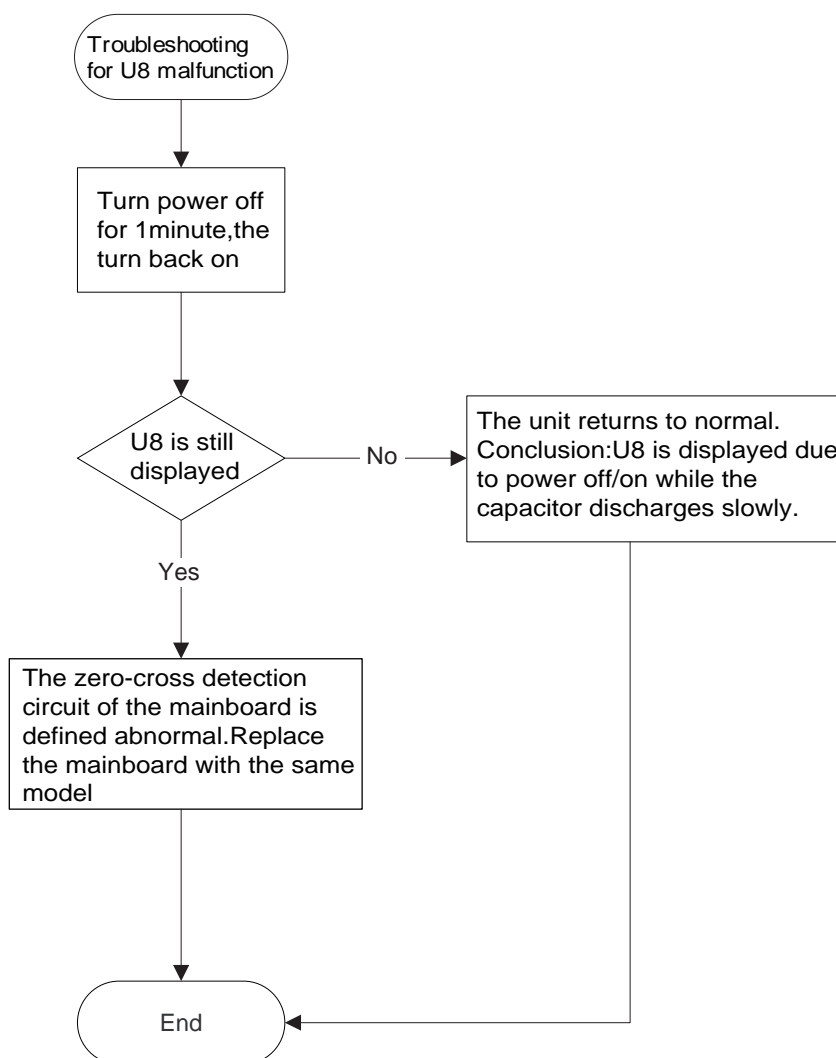 Troubleshooting
for U8 malfunction
Turn power off
for 1minute,the
turn back on
U8 is still
displayed
No
The unit returns to normal.
Conclusion:U8 is displayed due
to power off/on while the
capacitor discharges slowly.
Yes
The zero-cross detection
circuit of the mainboard is
defined abnormal.Replace
the mainboard with the same
model
End